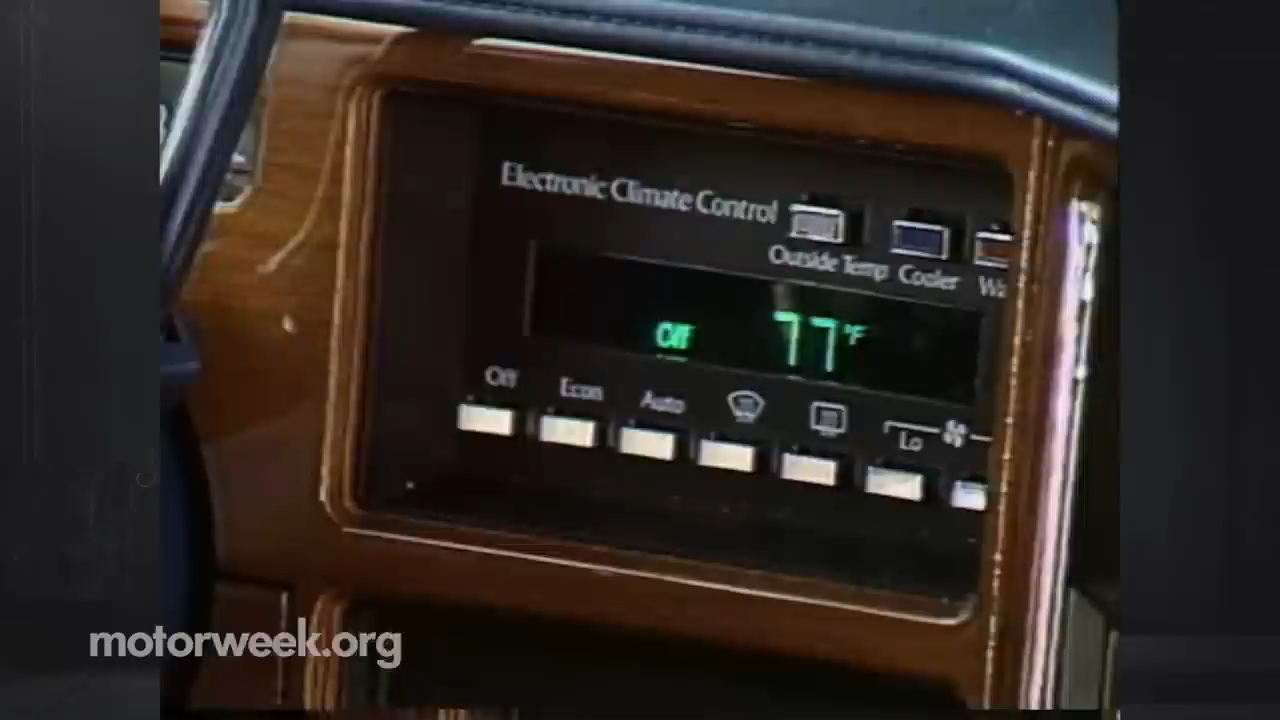 Electronic Climate Control
Outside Temp Cooler
Off 77°F
Off Econ Auto
Lo
motorweek.org